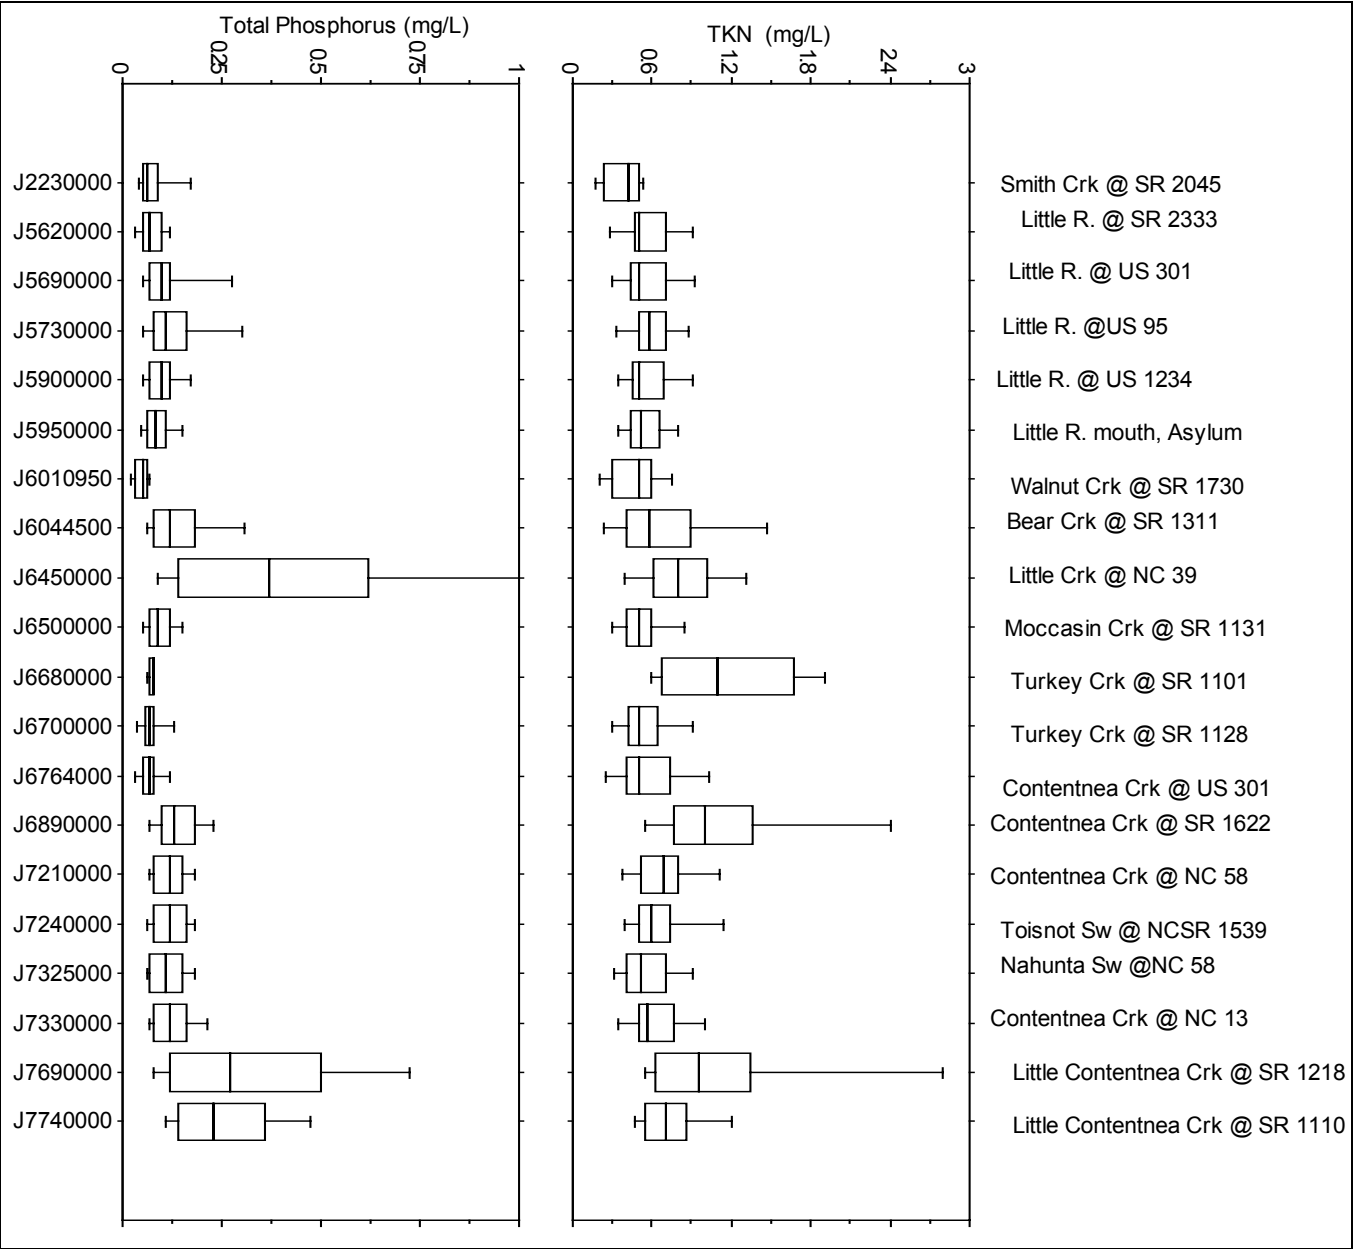 Total Phosphorus (mg/L)
TKN (mg/L)
0 0.25 0.5 0.75 1
0 0.6 1.2 1.8 2.4 3
J2230000 Smith Crk @ SR 2045
J5620000 Little R. @ SR 2333
J5690000 Little R. @ US 301
J5730000 Little R. @US 95
J5900000 Little R. @ US 1234
J5950000 Little R. mouth, Asylum
J6010950 Walnut Crk @ SR 1730
J6044500 Bear Crk @ SR 1311
J6450000 Little Crk @ NC 39
J6500000 Moccasin Crk @ SR 1131
J6680000 Turkey Crk @ SR 1101
J6700000 Turkey Crk @ SR 1128
J6764000 Contentnea Crk @ US 301
J6890000 Contentnea Crk @ SR 1622
J7210000 Contentnea Crk @ NC 58
J7240000 Toisnot Sw @ NCSR 1539
J7325000 Nahunta Sw @NC 58
J7330000 Contentnea Crk @ NC 13
J7690000 Little Contentnea Crk @ SR 1218
J7740000 Little Contentnea Crk @ SR 1110